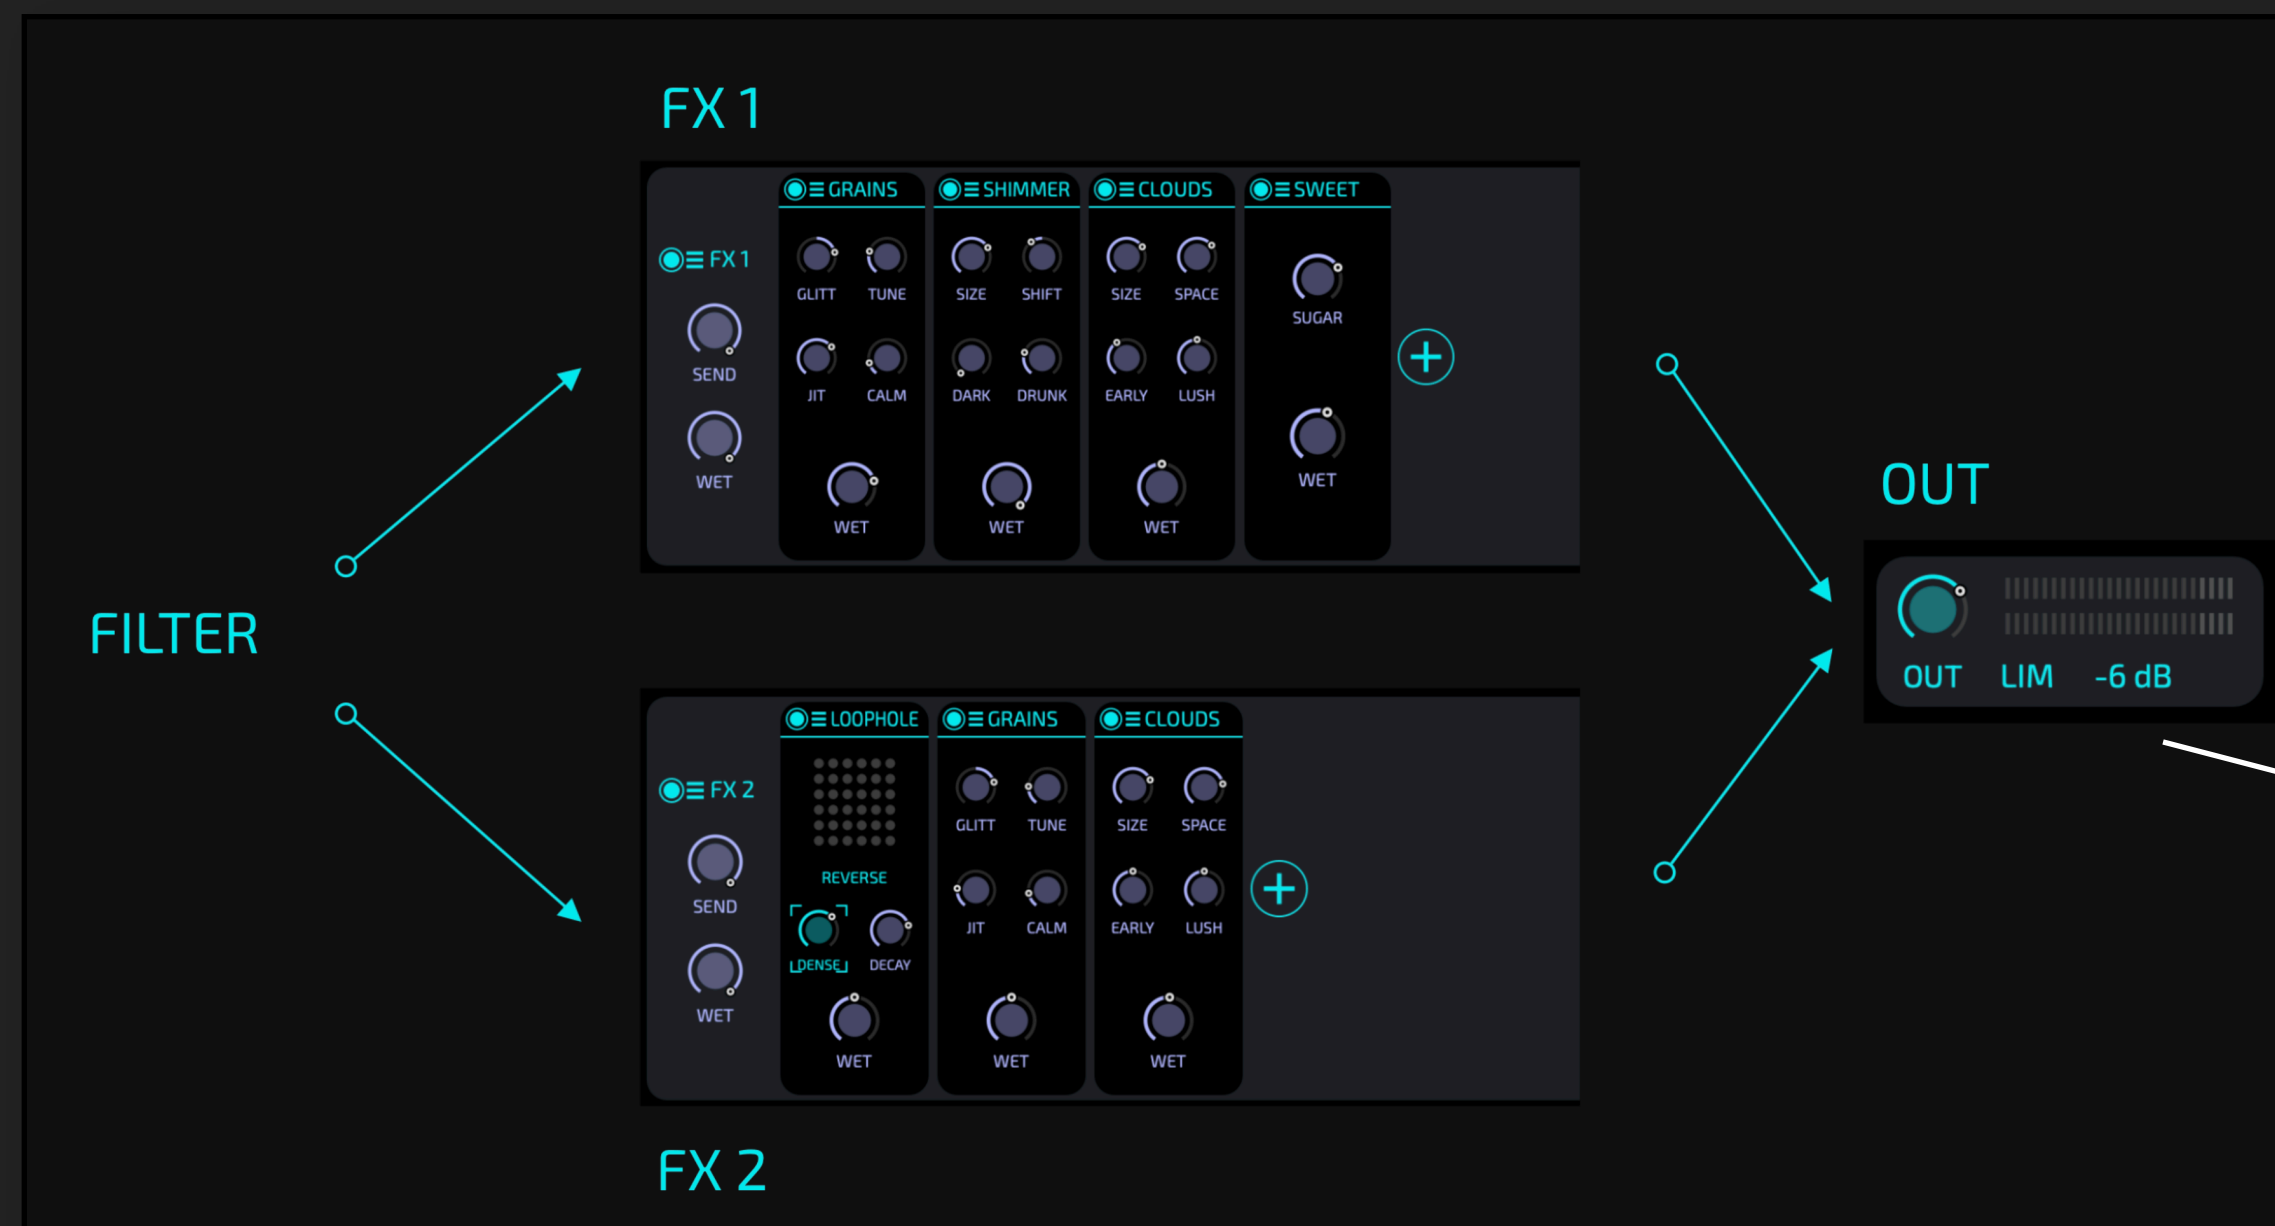 FX 1
GRAINS SHIMMER CLOUDS SWEET
FX 1
GLITT TUNE SIZE SHIFT SIZE SPACE
SUGAR
SEND
JIT CALM DARK DRUNK EARLY LUSH
WET
WET WET WET WET
FILTER
OUT
OUT LIM -6 dB
LOOPHOLE GRAINS CLOUDS
FX 2
GLITT TUNE SIZE SPACE
REVERSE
SEND
JIT CALM EARLY LUSH
DENSE DECAY
WET
WET WET WET
FX 2